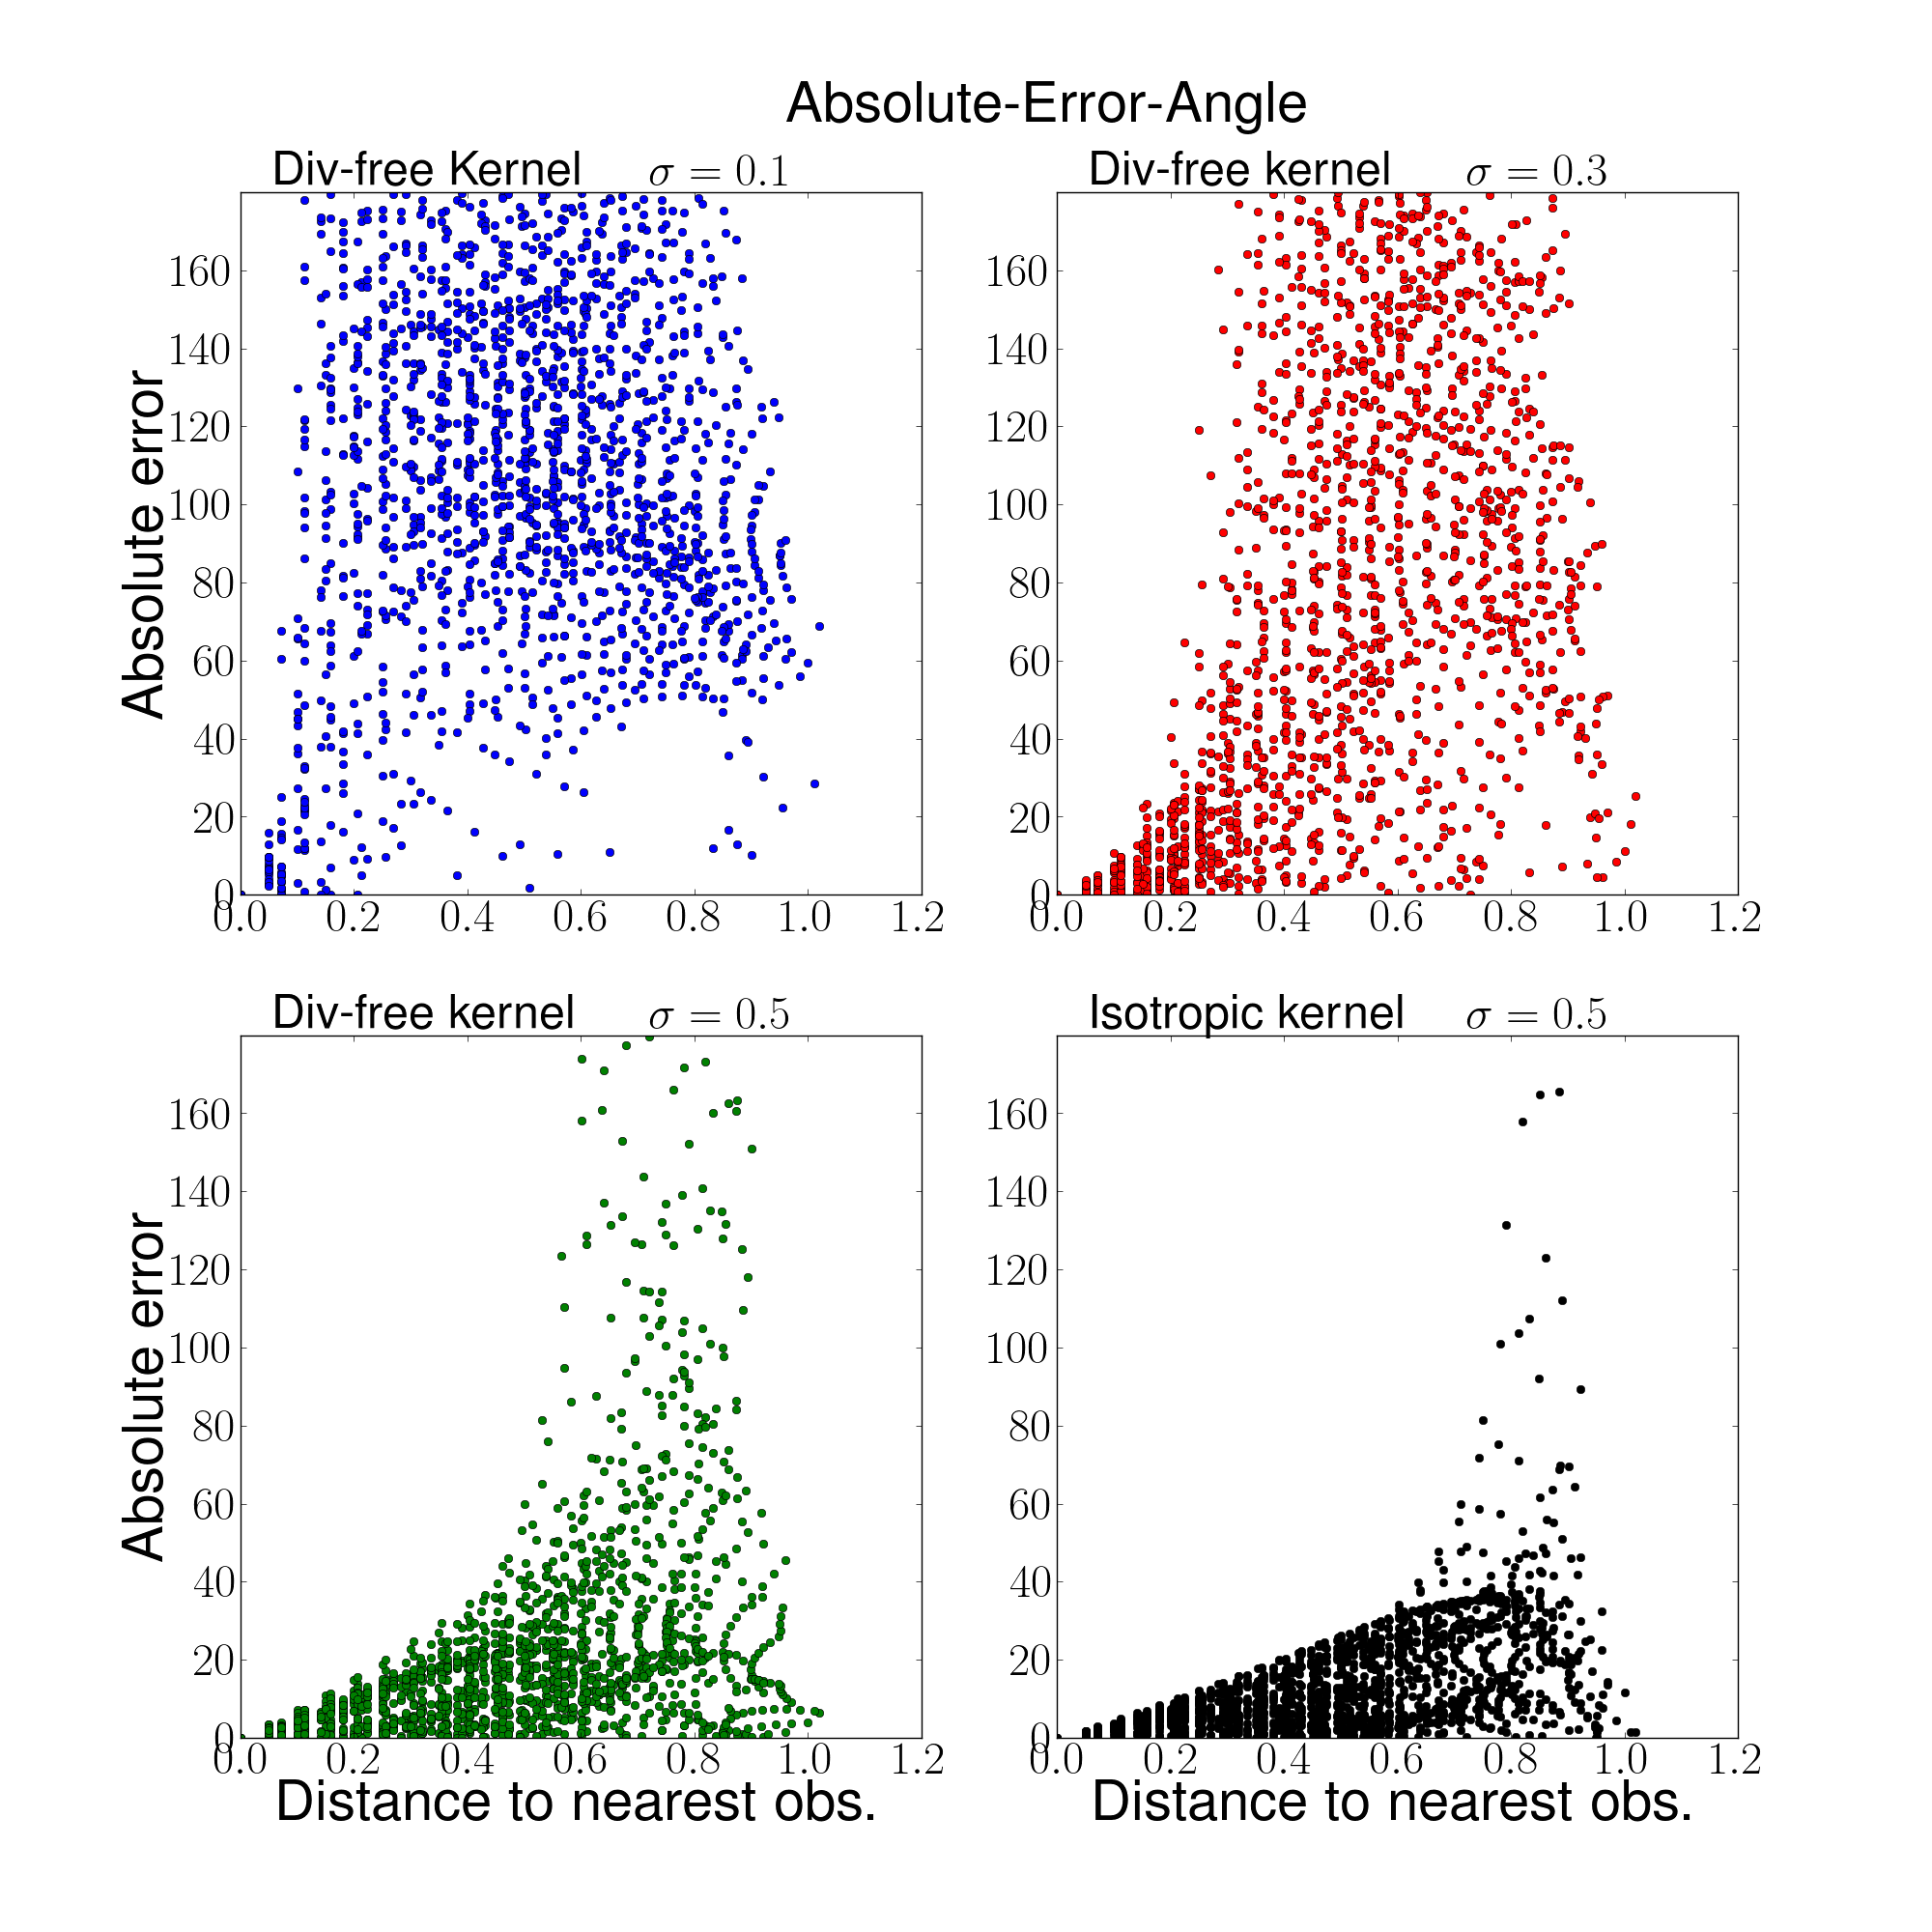 Absolute-Error-Angle
Div-free Kernel σ = 0.1
Div-free kernel σ = 0.3
Absolute error
160
140
120
100
80
60
40
20
0
0.0 0.2 0.4 0.6 0.8 1.0 1.2
160
140
120
100
80
60
40
20
0
0.0 0.2 0.4 0.6 0.8 1.0 1.2
Div-free kernel σ = 0.5
Isotropic kernel σ = 0.5
Absolute error
160
140
120
100
80
60
40
20
0
0.0 0.2 0.4 0.6 0.8 1.0 1.2
Distance to nearest obs.
160
140
120
100
80
60
40
20
0
0.0 0.2 0.4 0.6 0.8 1.0 1.2
Distance to nearest obs.